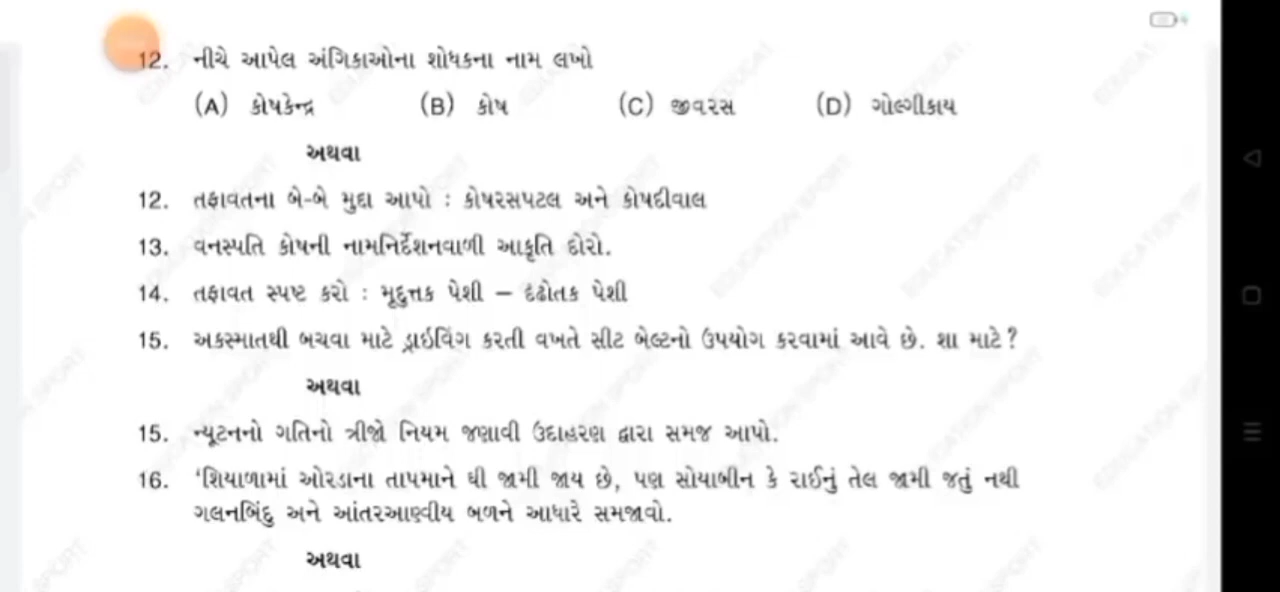 12. નીચે આપેલ અંગિકાઓના શોધકના નામ લખો
(A) કોષકેન્દ્ર (B) કોષ (C) જીવરસ (D) ગોલ્ગીકાય
અથવા
12. તફાવતના બે-બે મુદ્દા આપો : કોષરસપટલ અને કોષદીવાલ
13. વનસ્પતિ કોષની નામનિર્દેશનવાળી આકૃતિ દોરો.
14. તફાવત સ્પષ્ટ કરો : મૃદુત્તક પેશી – દઢોતક પેશી
15. અકસ્માતથી બચવા માટે ડ્રાઇવિંગ કરતી વખતે સીટ બેલ્ટનો ઉપયોગ કરવામાં આવે છે. શા માટે?
અથવા
15. ન્યૂટનનો ગતિનો ત્રીજો નિયમ જણાવી ઉદાહરણ દ્વારા સમજ આપો.
16. 'શિયાળામાં ઓરડાના તાપમાને ઘી જામી જાય છે, પણ સોયાબીન કે રાઈનું તેલ જામી જતું નથી
ગલનબિંદુ અને આંતરઆણ્વીય બળને આધારે સમજાવો.
અથવા